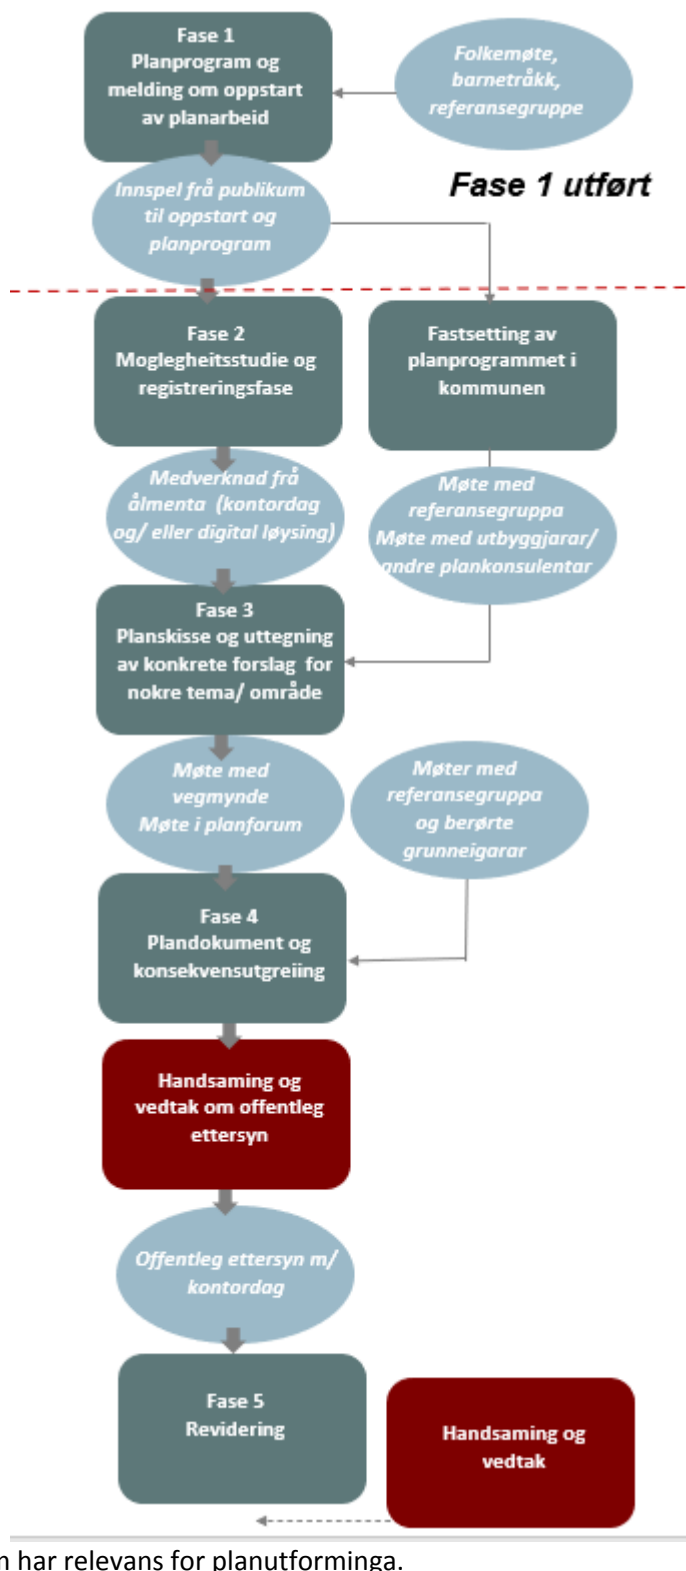 Fase 1
Planprogram og
melding om oppstart
av planarbeid
Folkemøte,
barnetråkk,
referansegruppe
Innspel frå publikum
til oppstart og
planprogram
Fase 1 utført
Fase 2
Moglegheitsstudie og
registreringsfase
Fastsetting av
planprogrammet i
kommunen
Medverknad frå
ålmenta (kontordag
og/ eller digital løysing)
Møte med
referansegruppa
Møte med utbyggjarar/
andre plankonsulentar
Fase 3
Planskisse og uttegning
av konkrete forslag for
nokre tema/ område
Møte med
vegmynde
Møte i planforum
Møter med
referansegruppa
og berørte
grunneigarar
Fase 4
Plandokument og
konsekvensutgreiing
Handsaming og
vedtak om offentleg
ettersyn
Offentleg ettersyn m/
kontordag
Fase 5
Revidering
Handsaming og
vedtak
har relevans for planutforminga.